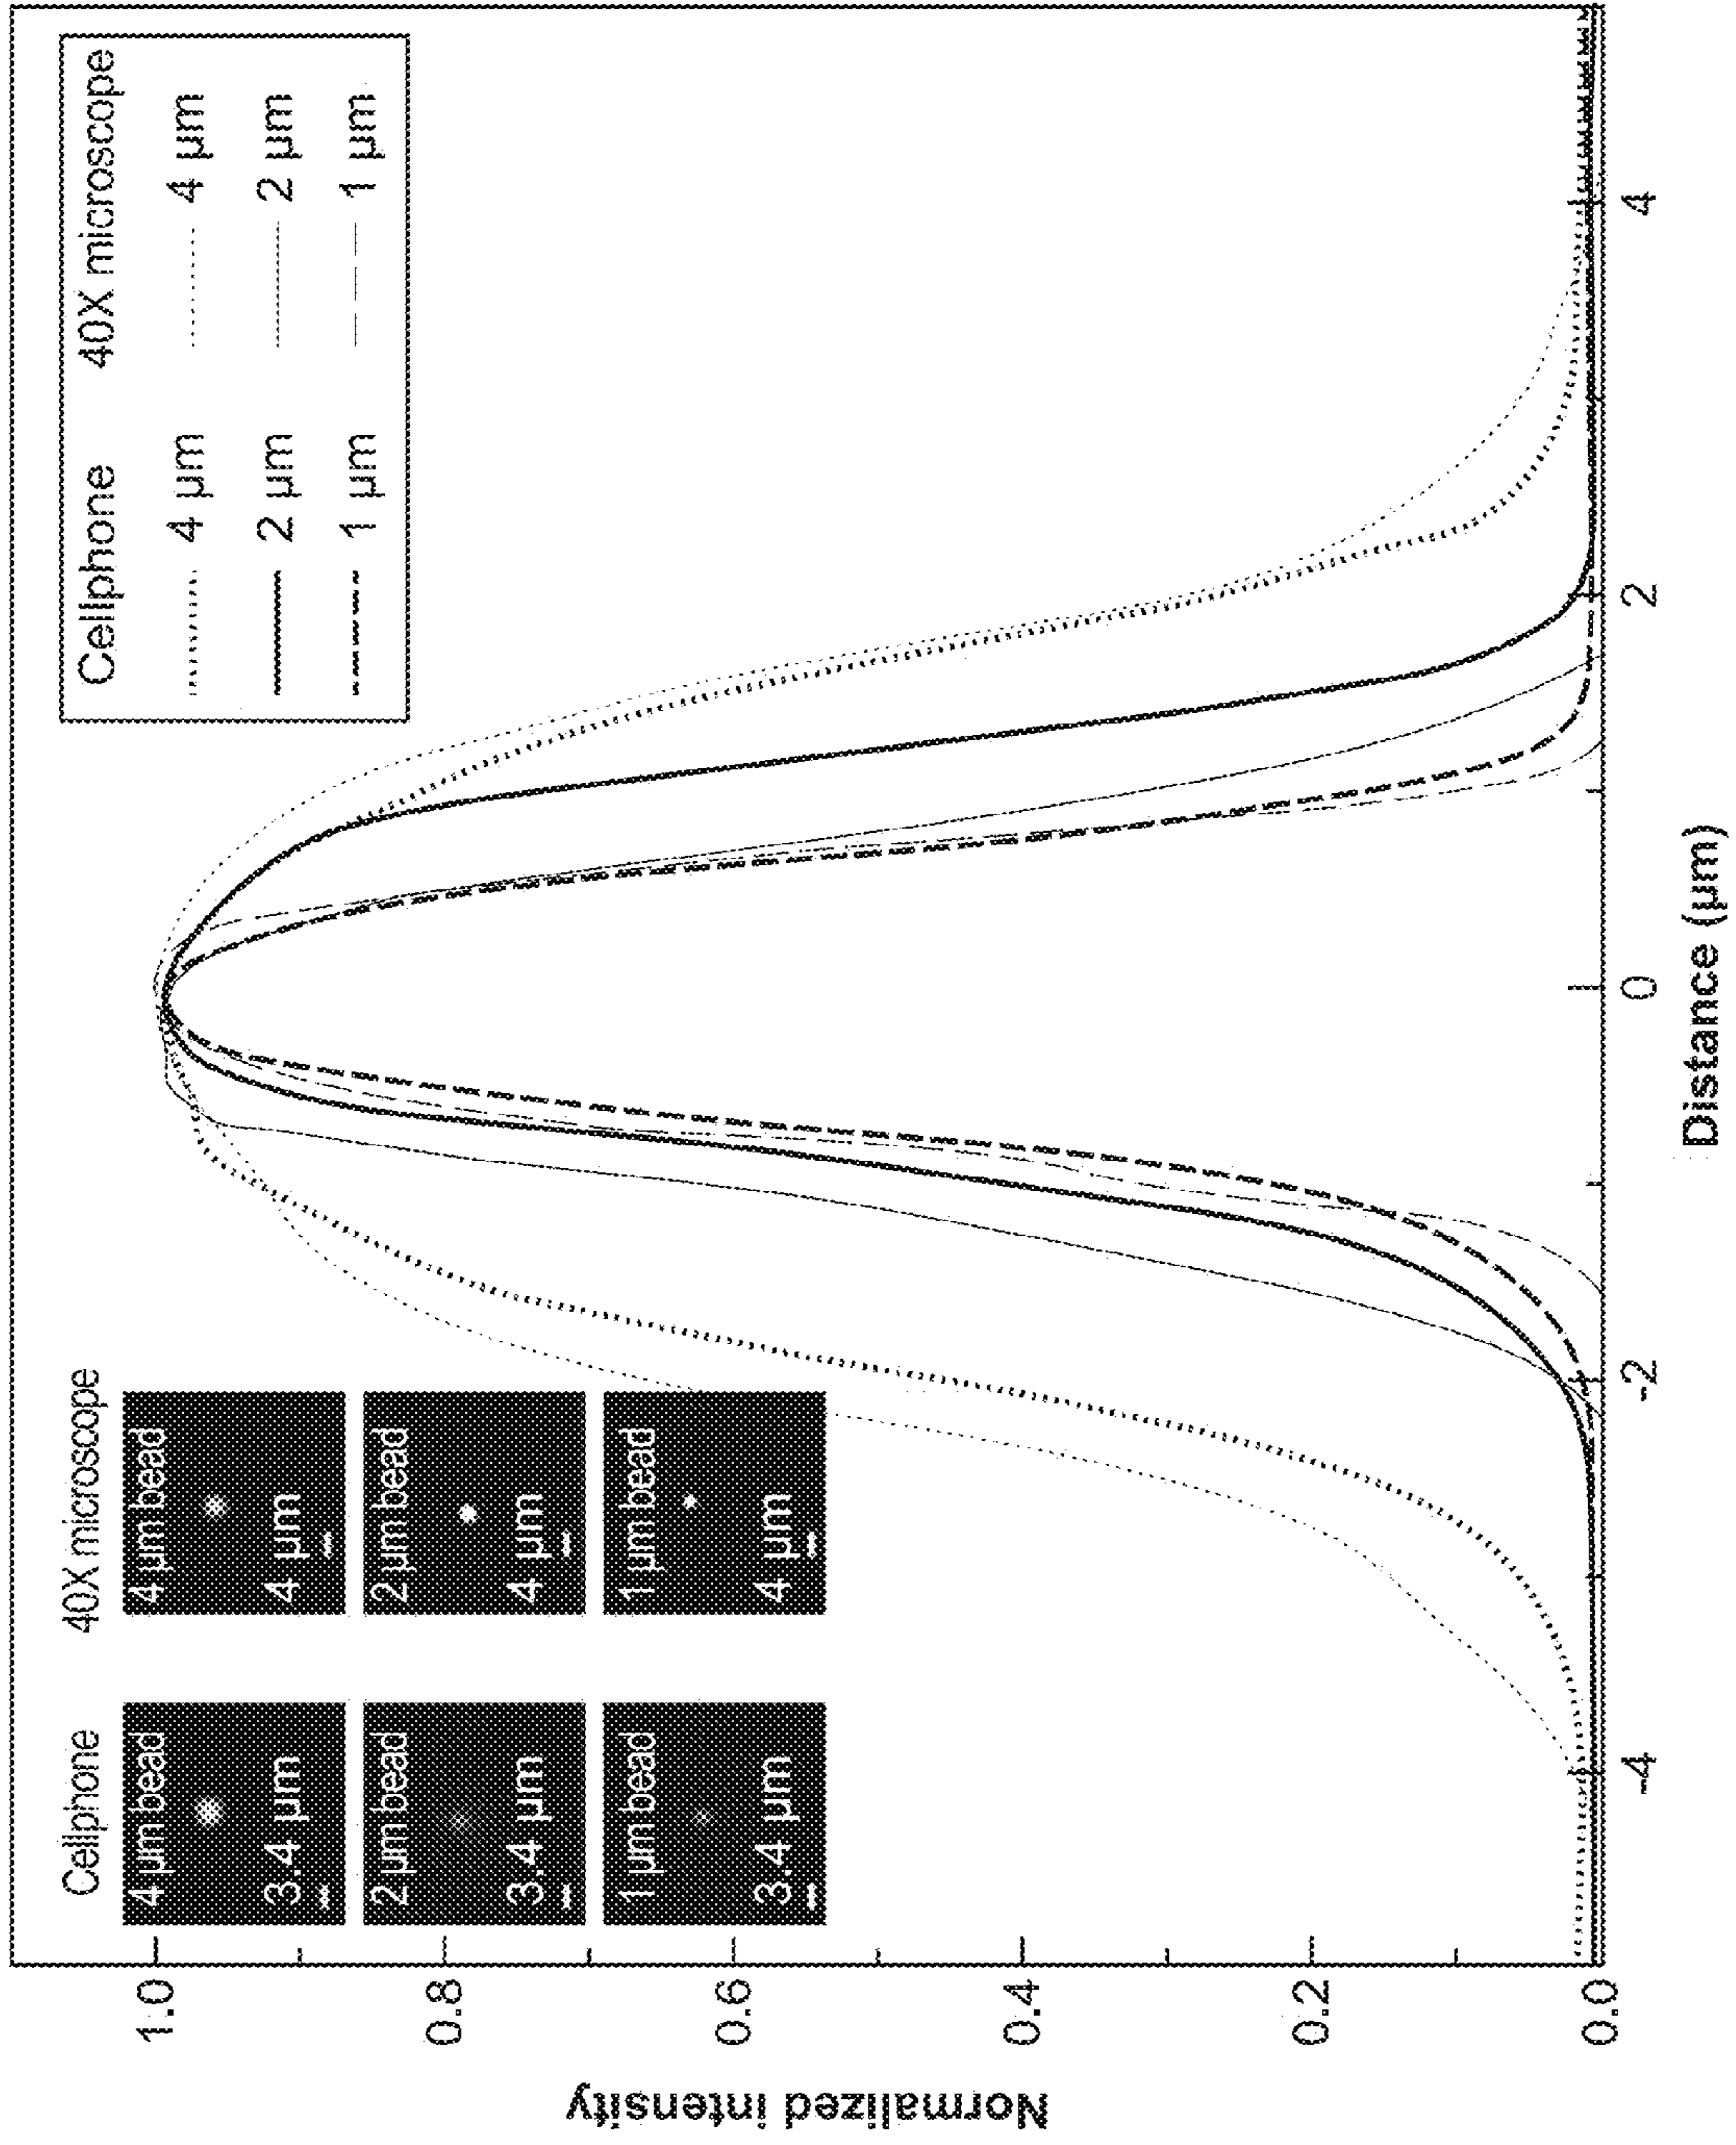 Cellphone 40X microscope
4 µm bead 4 µm bead
3.4 µm 4 µm
2 µm bead 2 µm bead
3.4 µm 4 µm
1 µm bead 1 µm bead
3.4 µm 4 µm
Cellphone 40X microscope
4 µm 4 µm
2 µm 2 µm
1 µm 1 µm
Normalized intensity
1.0
0.8
0.6
0.4
0.2
0.0
-4 -2 0 2 4
Distance (µm)